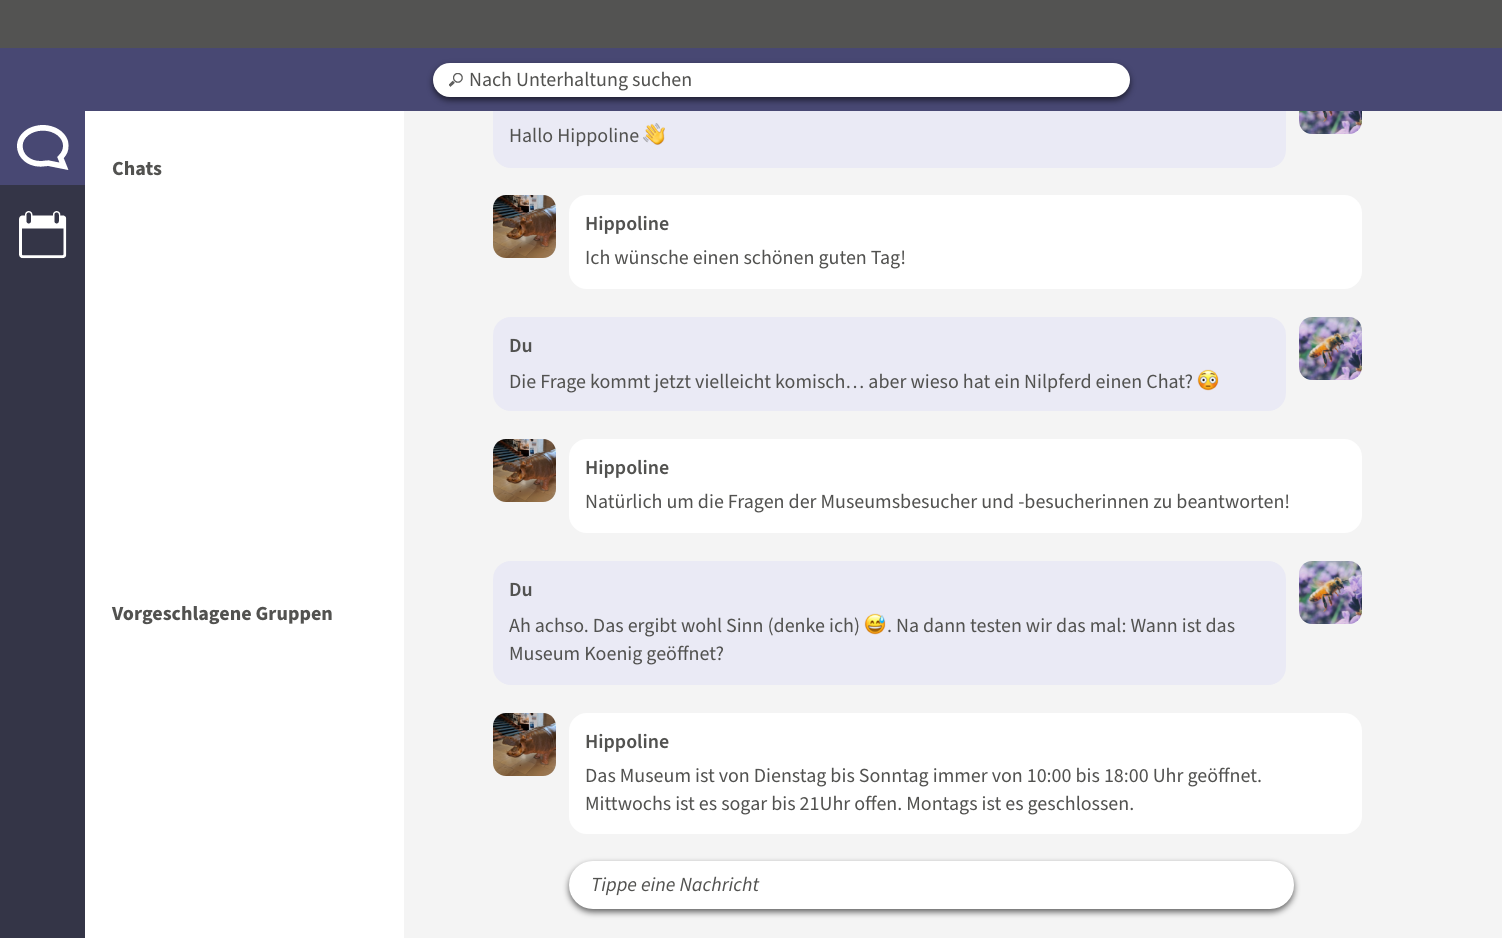 Nach Unterhaltung suchen
Chats
Vorgeschlagene Gruppen
Hallo Hippoline 👋
Hippoline
Ich wünsche einen schönen guten Tag!
Du
Die Frage kommt jetzt vielleicht komisch… aber wieso hat ein Nilpferd einen Chat? 😳
Hippoline
Natürlich um die Fragen der Museumsbesucher und -besucherinnen zu beantworten!
Du
Ah achso. Das ergibt wohl Sinn (denke ich) 😅. Na dann testen wir das mal: Wann ist das
Museum Koenig geöffnet?
Hippoline
Das Museum ist von Dienstag bis Sonntag immer von 10:00 bis 18:00 Uhr geöffnet.
Mittwochs ist es sogar bis 21Uhr offen. Montags ist es geschlossen.
Tippe eine Nachricht